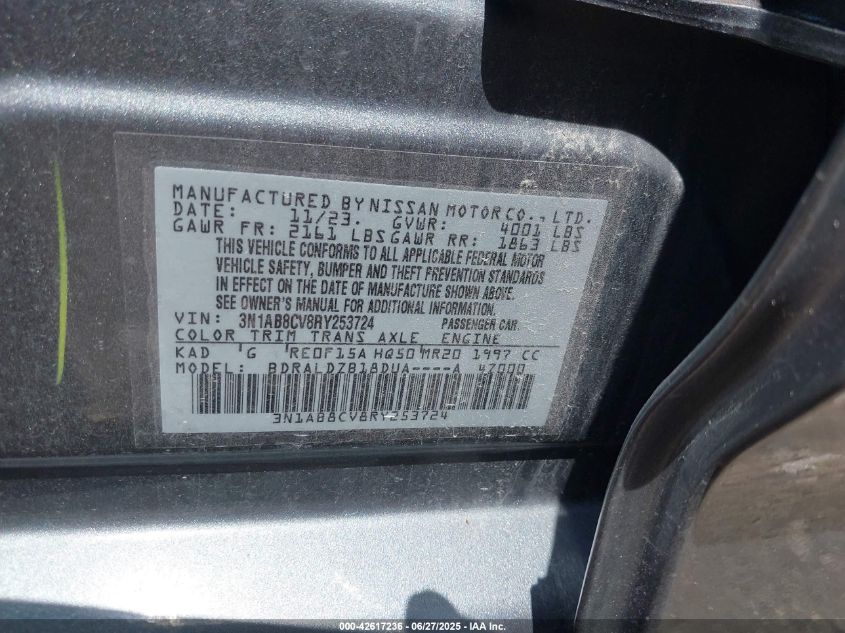 MANUFACTURED BY NISSAN MOTOR CO., LTD.
DATE: 11/23. GVWR: 4001 LBS
GAWR FR: 2161 LBS GAWR RR: 1863 LBS
THIS VEHICLE CONFORMS TO ALL APPLICABLE FEDERAL MOTOR
VEHICLE SAFETY, BUMPER AND THEFT PREVENTION STANDARDS
IN EFFECT ON THE DATE OF MANUFACTURE SHOWN ABOVE.
SEE OWNER'S MANUAL FOR ADDITIONAL INFORMATION.
VIN: 3N1AB8CV8RY253724 PASSENGER CAR.
COLOR TRIM TRANS AXLE ENGINE
KAD 'G RE0F15A HQ50 MR20 1997 CC
MODEL: BDRALDZB18DUA----A 47000
3N1AB8CV8RY253724
000-42617236 - 06/27/2025 - IAA Inc.